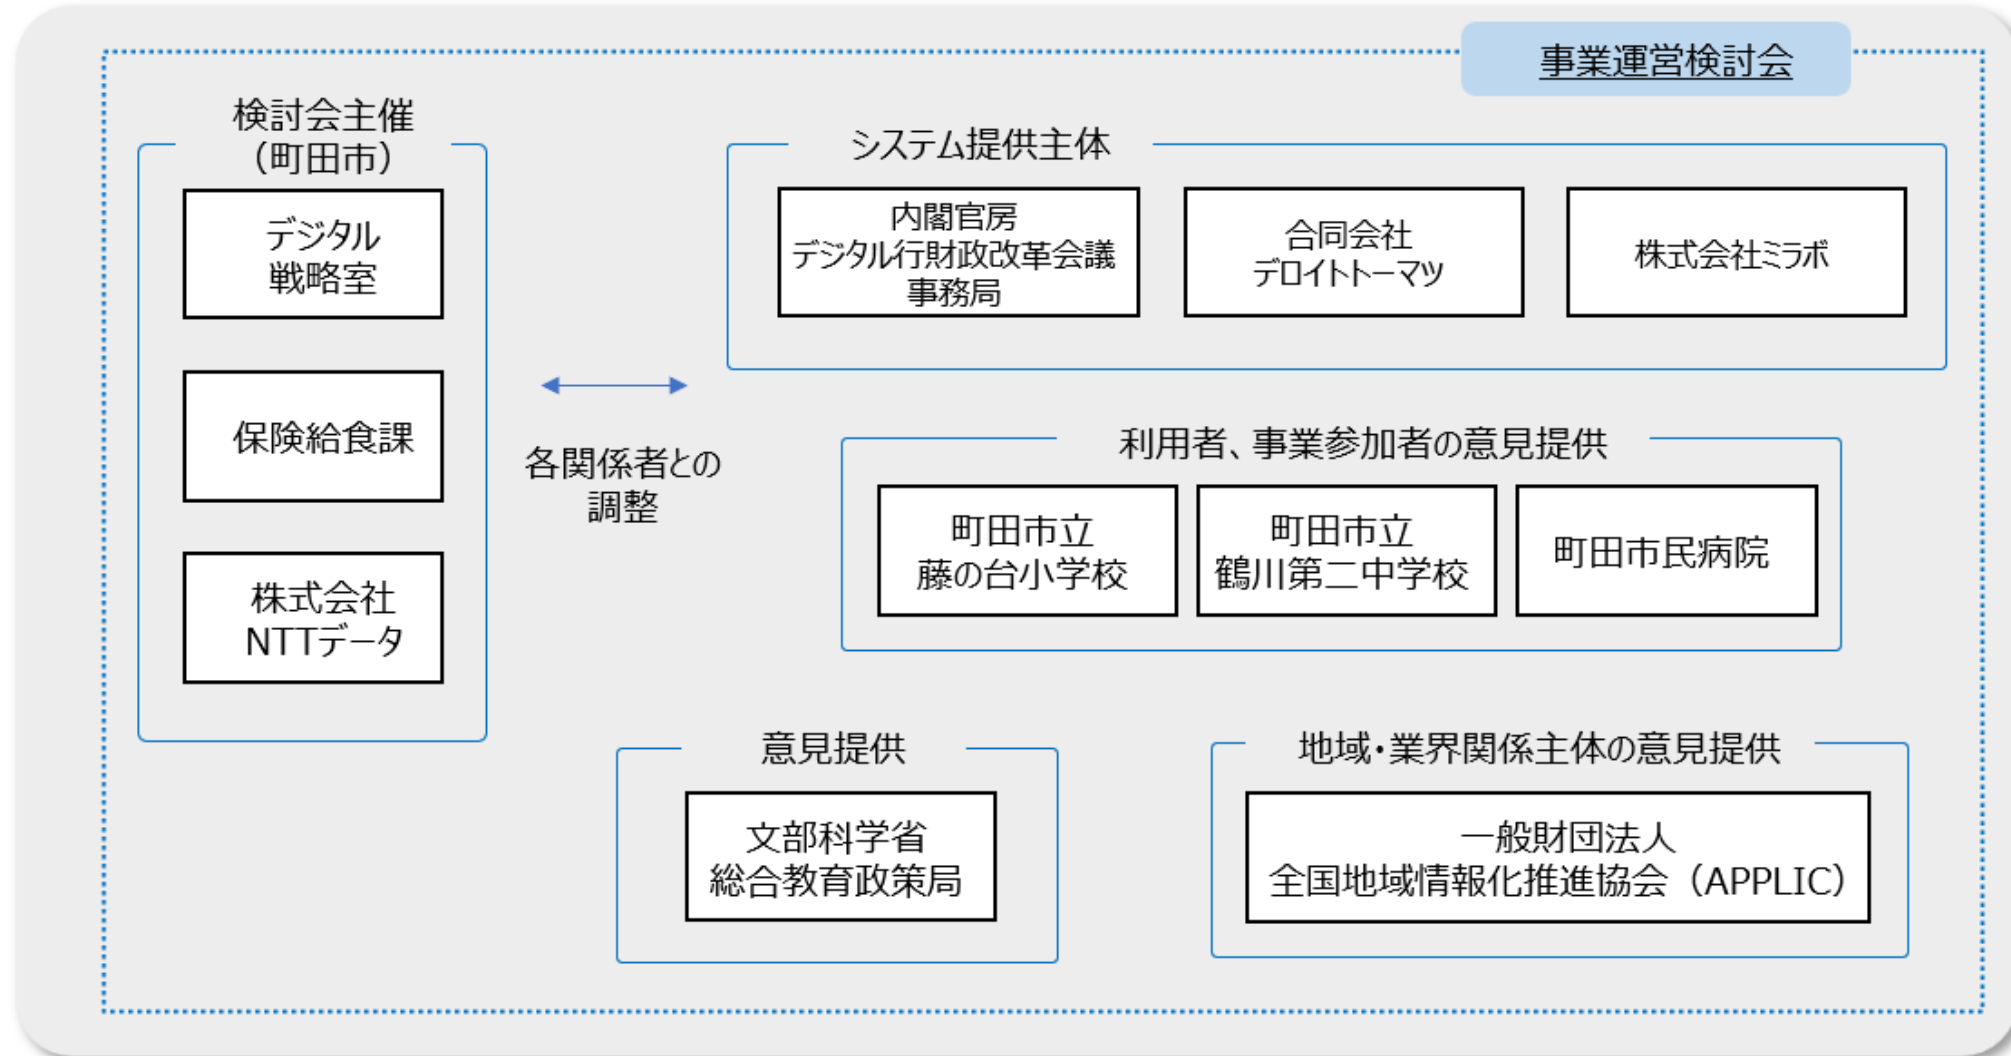 事業運営検討会
検討会主催
（町田市）
デジタル
戦略室
保険給食課
株式会社
NTTデータ
各関係者との
調整
システム提供主体
内閣官房
デジタル行財政改革会議
事務局
合同会社
デロイトトーマツ
株式会社ミラボ
利用者、事業参加者の意見提供
町田市立
藤の台小学校
町田市立
鶴川第二中学校
町田市民病院
意見提供
文部科学省
総合教育政策局
地域・業界関係主体の意見提供
一般財団法人
全国地域情報化推進協会（APPLIC）